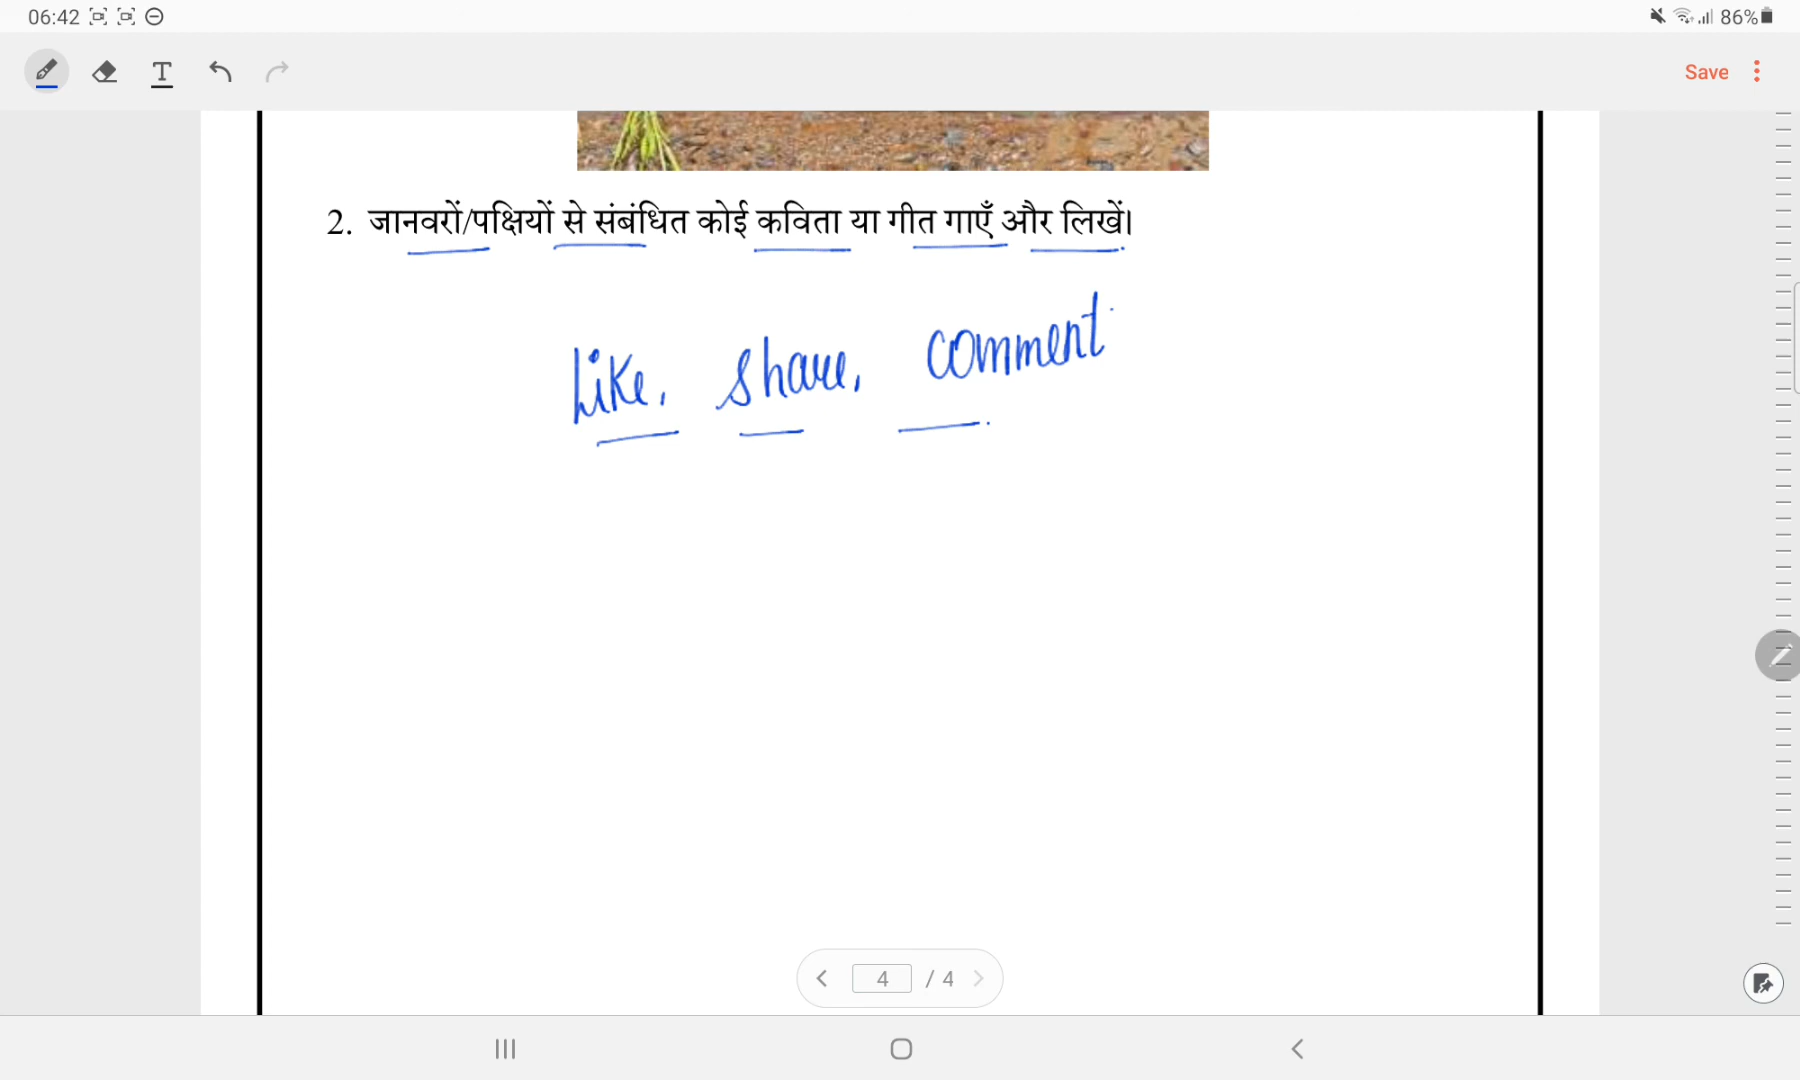 06:42 86%
T Save
2. जानवरों/पक्षियों से संबंधित कोई कविता या गीत गाएँ और लिखें।
Like, share, comment
4 / 4